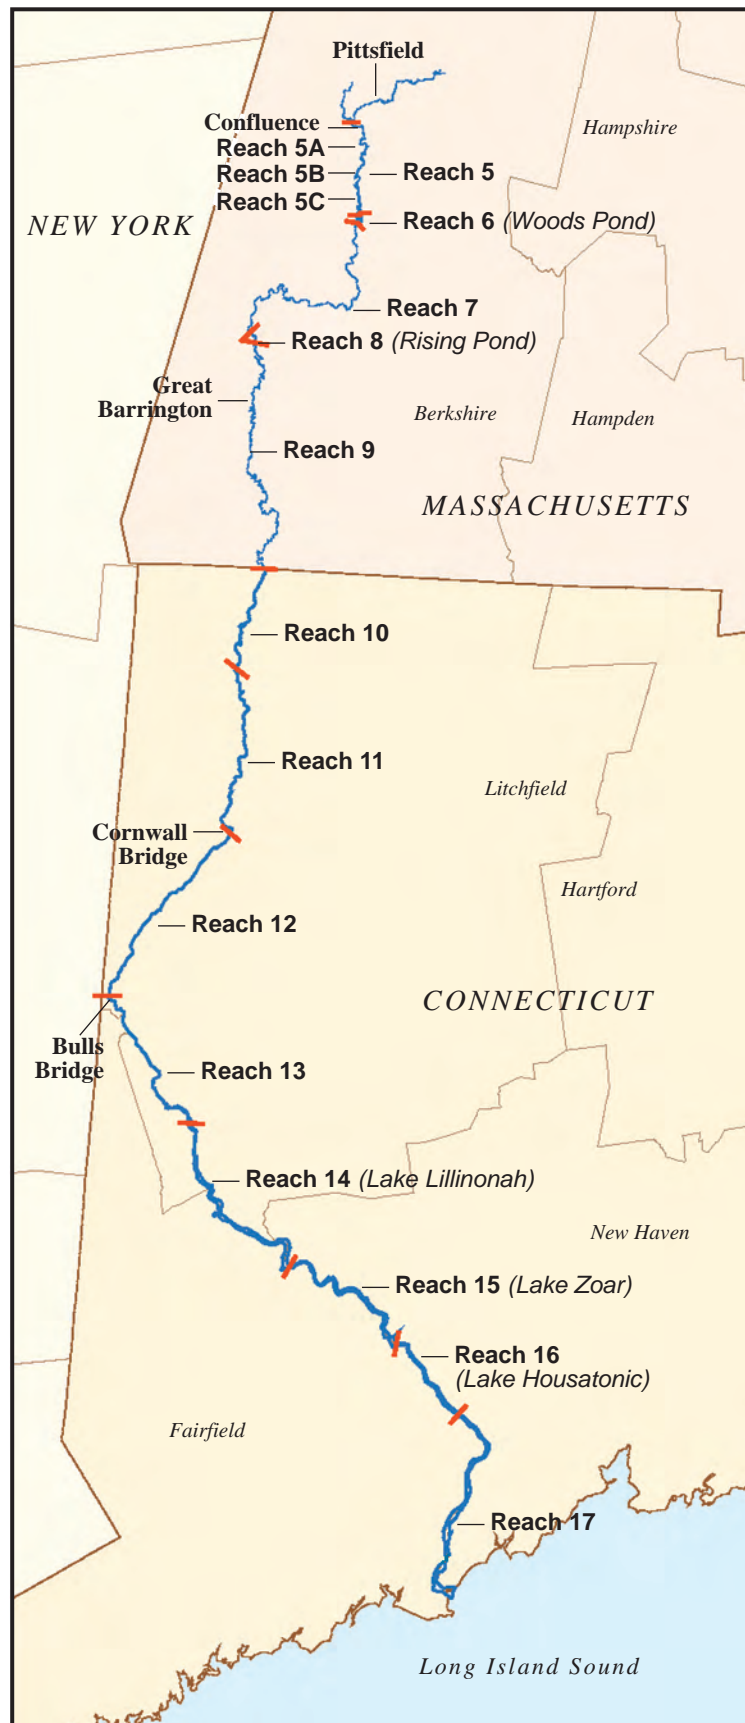 Pittsfield
Confluence
Hampshire
Reach 5A
Reach 5B
Reach 5
Reach 5C
NEW YORK
Reach 6 (Woods Pond)
Reach 7
Reach 8 (Rising Pond)
Great
Barrington
Berkshire
Hampden
Reach 9
MASSACHUSETTS
Reach 10
Reach 11
Litchfield
Cornwall
Bridge
Hartford
Reach 12
CONNECTICUT
Bulls
Bridge
Reach 13
Reach 14 (Lake Lillinonah)
New Haven
Reach 15 (Lake Zoar)
Reach 16
(Lake Housatonic)
Fairfield
Reach 17
Long Island Sound